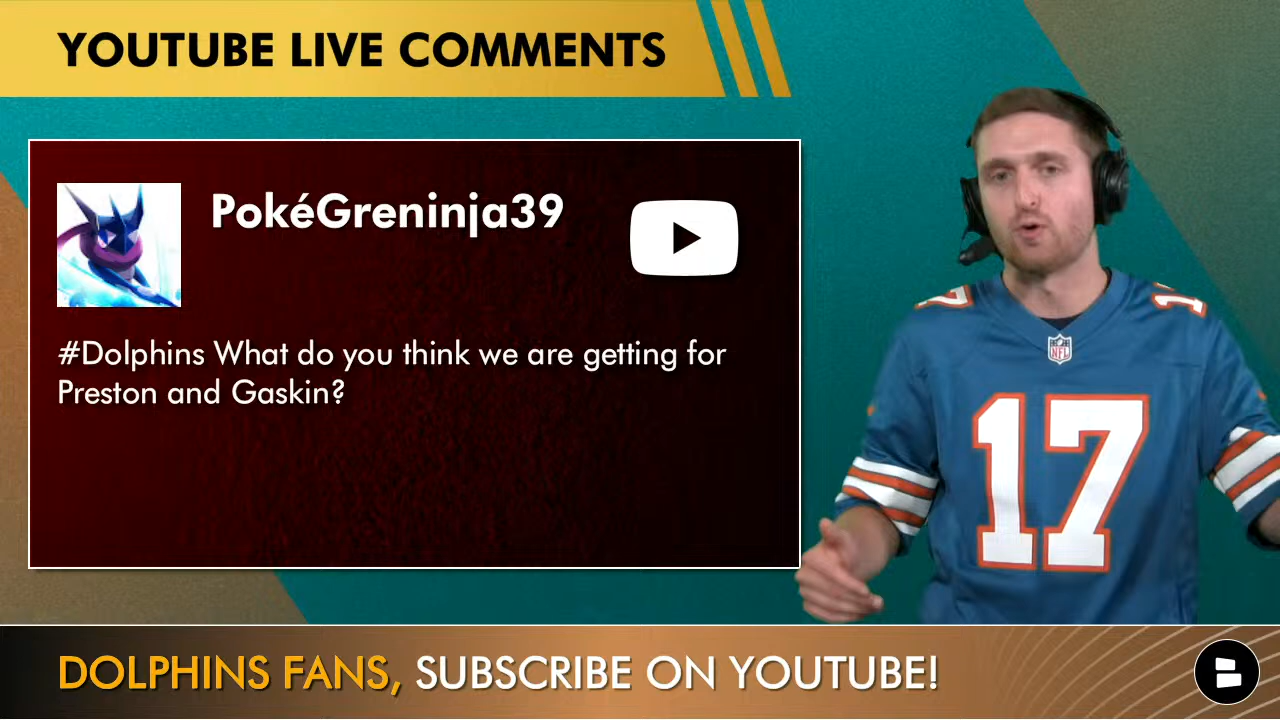 YOUTUBE LIVE COMMENTS
PokéGreninja39
#Dolphins What do you think we are getting for
Preston and Gaskin?
17
NFL
17
DOLPHINS FANS, SUBSCRIBE ON YOUTUBE!